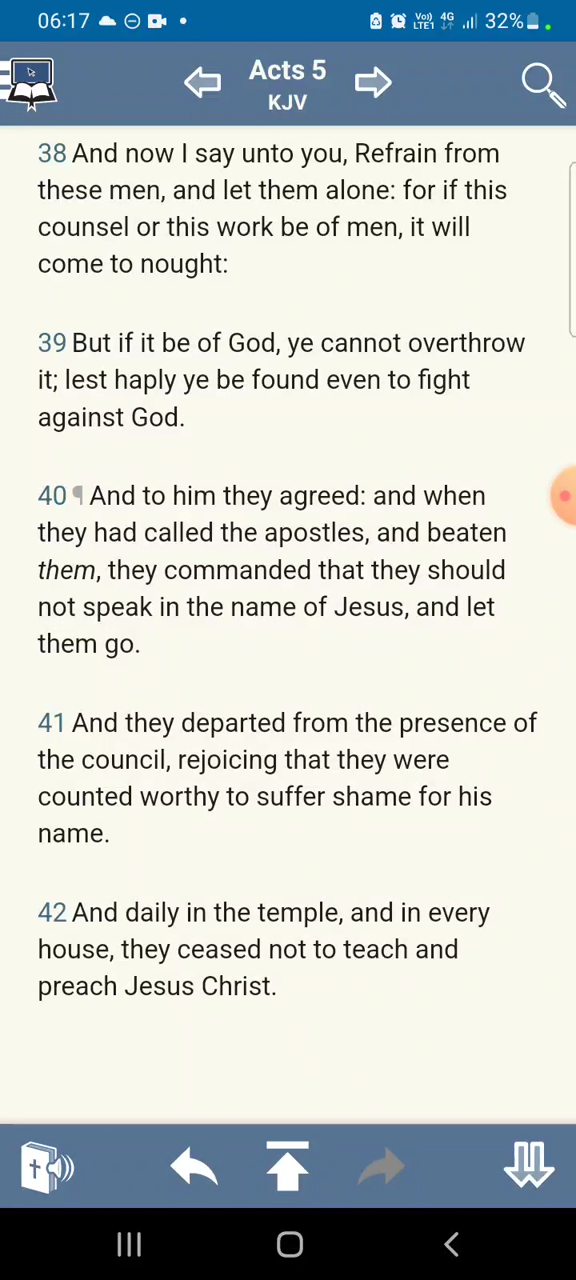 06:17
Vo) 4G
LTE1
32%
Acts 5
KJV
38 And now I say unto you, Refrain from
these men, and let them alone: for if this
counsel or this work be of men, it will
come to nought:
39 But if it be of God, ye cannot overthrow
it; lest haply ye be found even to fight
against God.
40 ¶ And to him they agreed: and when
they had called the apostles, and beaten
them, they commanded that they should
not speak in the name of Jesus, and let
them go.
41 And they departed from the presence of
the council, rejoicing that they were
counted worthy to suffer shame for his
name.
42 And daily in the temple, and in every
house, they ceased not to teach and
preach Jesus Christ.